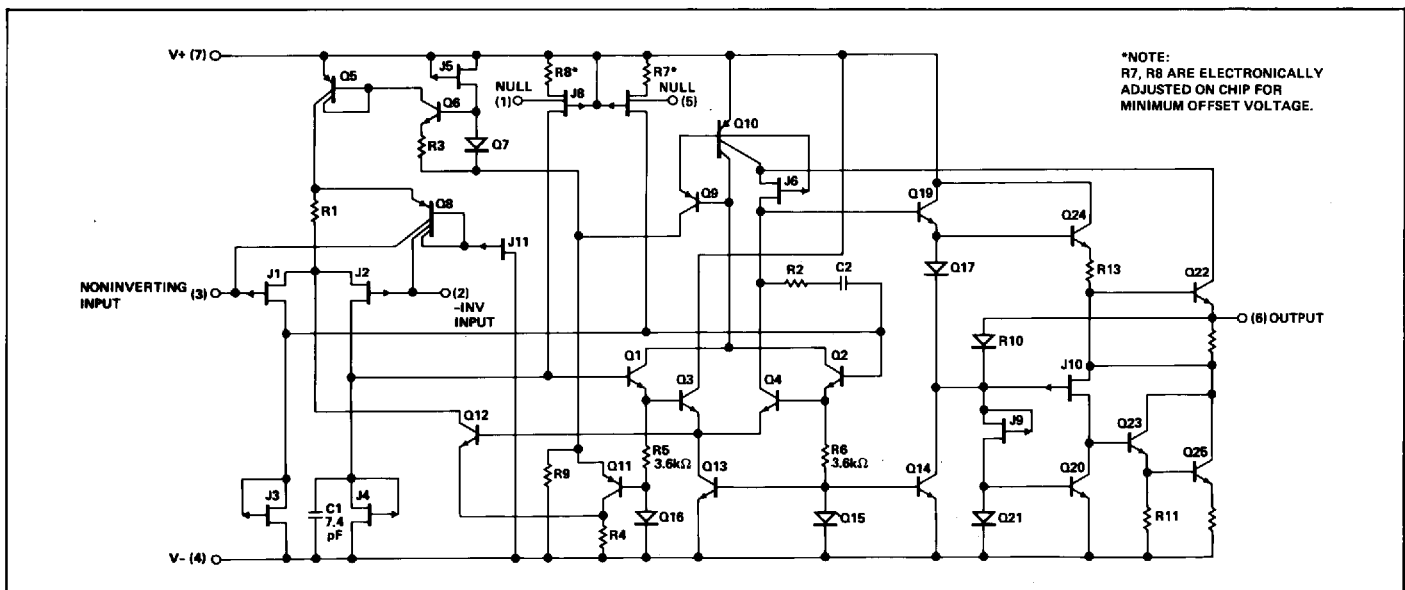 V+ (7)
Q5
J5
Q6
R3
Q7
R8*
NULL
(1)
J8
R7*
NULL
(5)
*NOTE:
R7, R8 ARE ELECTRONICALLY
ADJUSTED ON CHIP FOR
MINIMUM OFFSET VOLTAGE.
Q10
J6
Q9
Q19
Q24
R1
Q8
J11
J1
J2
NONINVERTING
INPUT
(3)
(2)
–INV
INPUT
R2
C2
Q17
R13
Q22
(6) OUTPUT
R10
J10
Q1
Q3
Q4
Q2
Q12
J9
Q23
R5
3.6kΩ
R6
3.6kΩ
R9
Q11
Q13
Q14
Q20
Q25
J3
C1
7.4
pF
J4
Q16
R4
Q15
Q21
R11
V– (4)